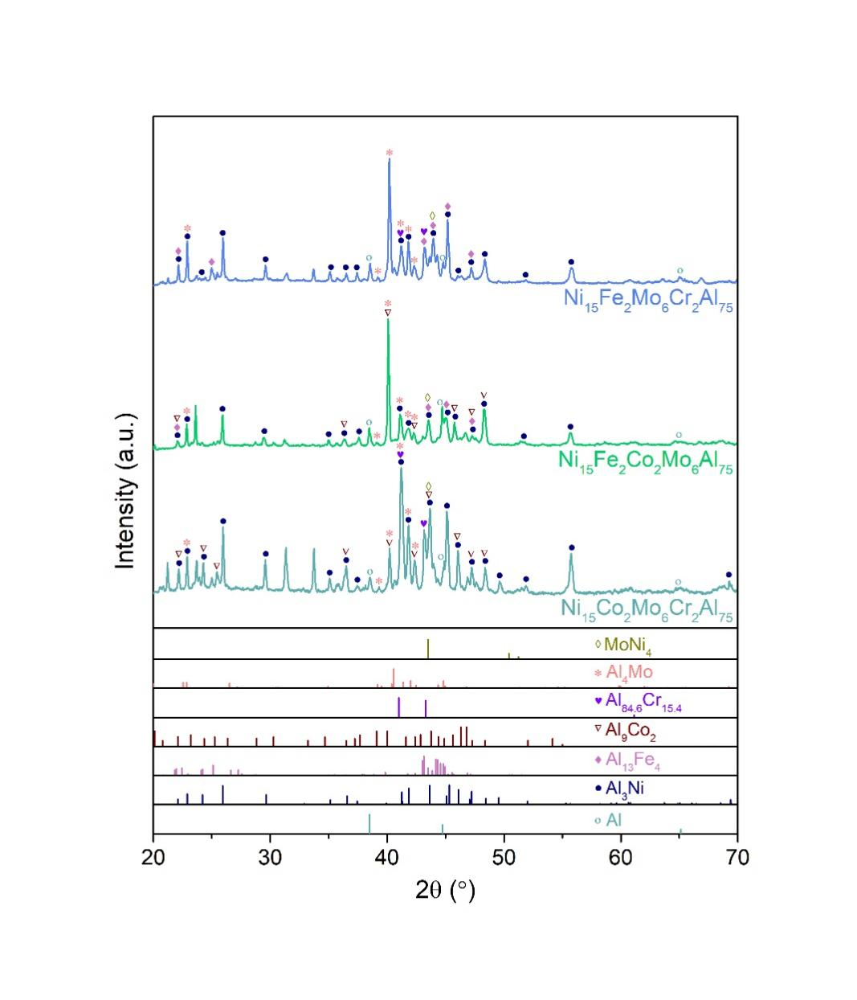 Ni15Fe2Mo6Cr2Al75
Ni15Fe2Co2Mo6Al75
Ni15Co2Mo6Cr2Al75
Intensity (a.u.)
◊ MoNi4
* Al4Mo
♥ Al84.6Cr15.4
▽ Al9Co2
♦ Al13Fe4
● Al3Ni
o Al
20 30 40 50 60 70
2θ (°)